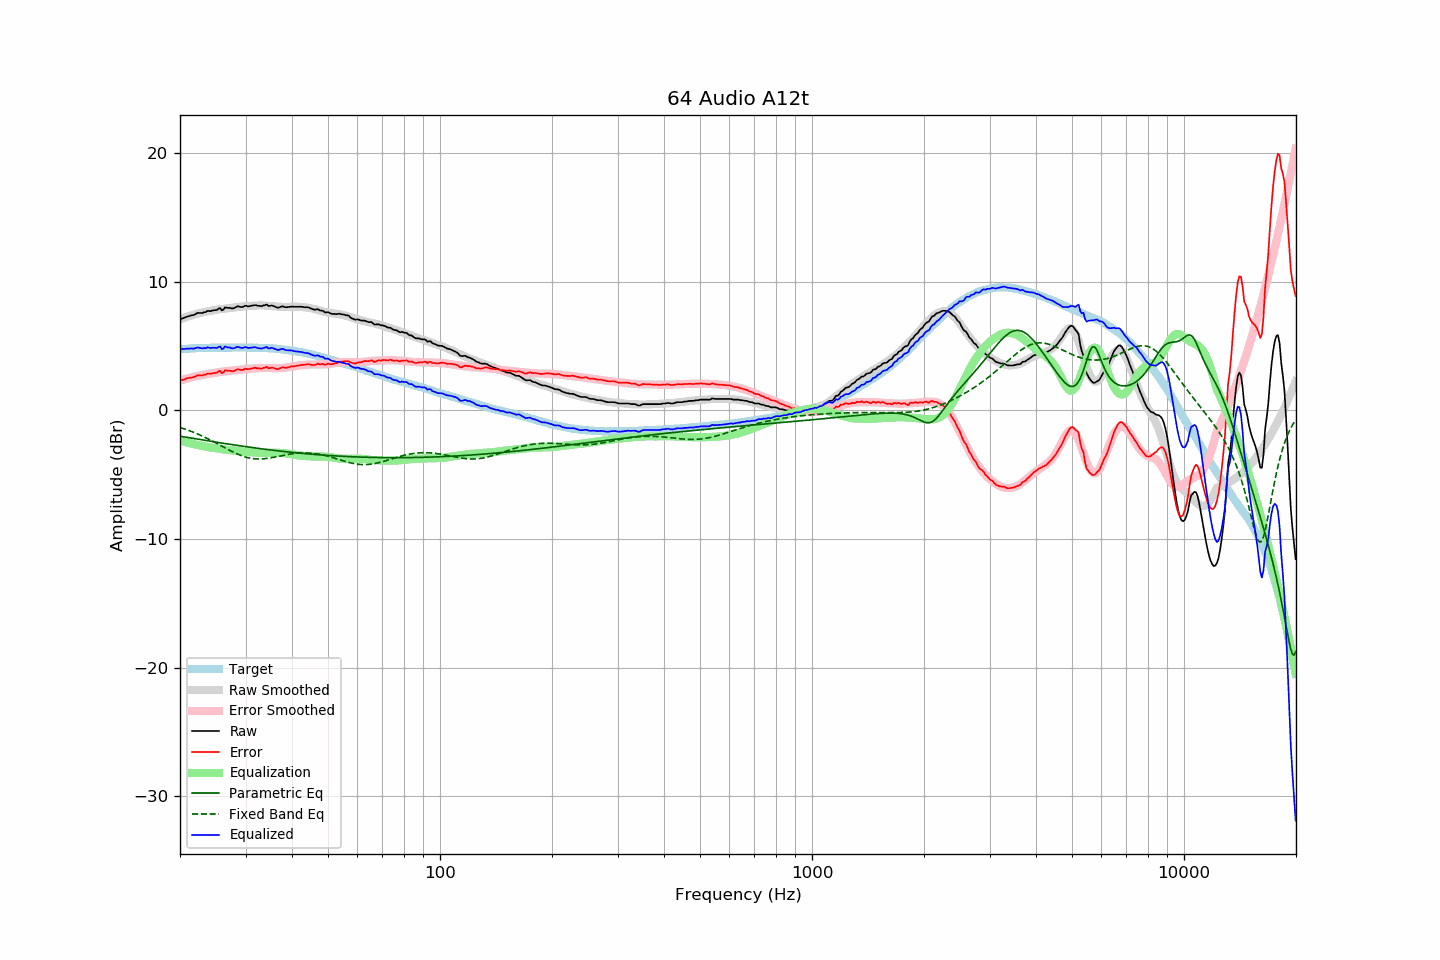 64 Audio A12t
20
10
0
−10
−20
−30
Amplitude (dBr)
Target
Raw Smoothed
Error Smoothed
Raw
Error
Equalization
Parametric Eq
Fixed Band Eq
Equalized
100
1000
10000
Frequency (Hz)